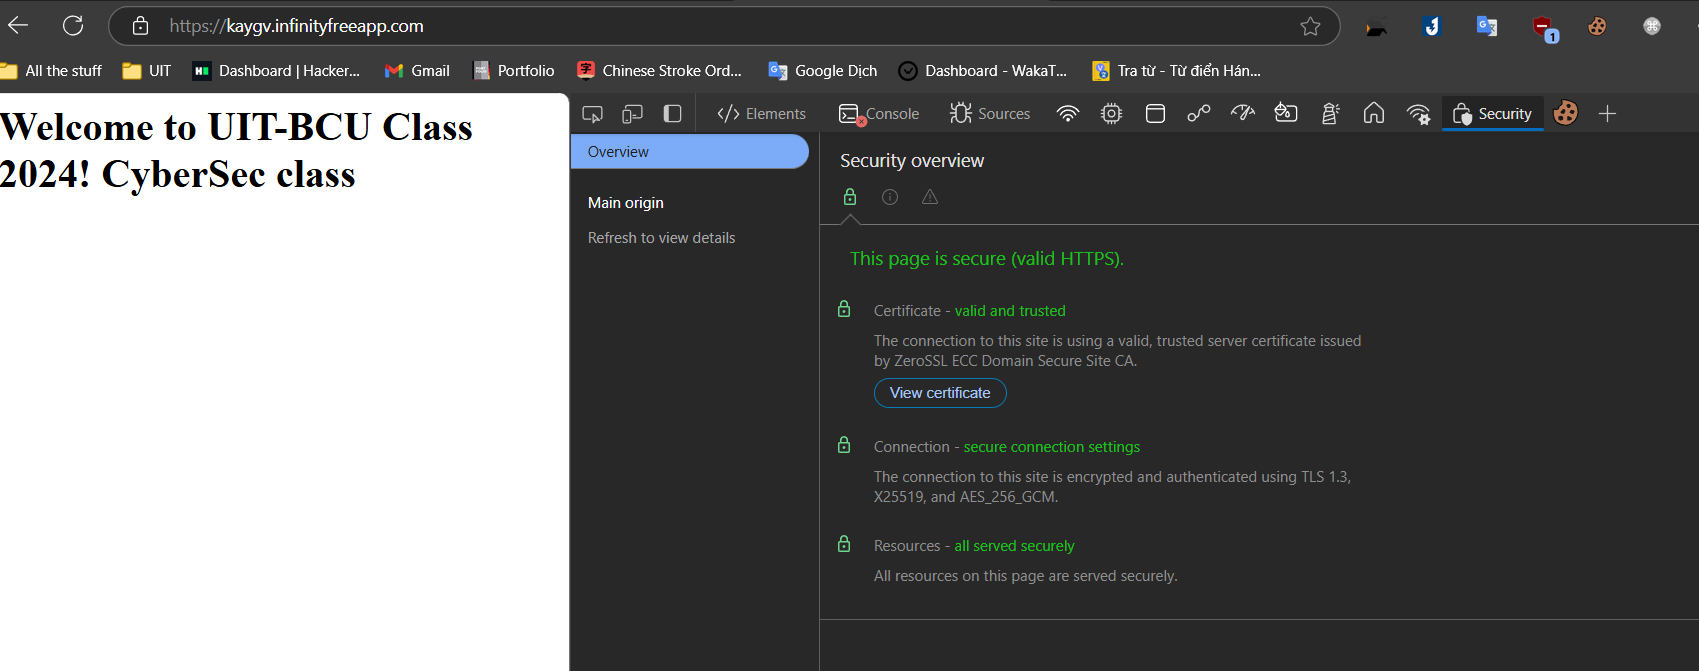 https://kaygv.infinityfreeapp.com
1
All the stuff
UIT
Dashboard | Hacker...
Gmail
Portfolio
Chinese Stroke Ord...
Google Dịch
Dashboard - WakaT...
Tra từ - Từ điển Hán...
Welcome to UIT-BCU Class
2024! CyberSec class
Elements
Console
Sources
Security
Overview
Main origin
Refresh to view details
Security overview
This page is secure (valid HTTPS).
Certificate - valid and trusted
The connection to this site is using a valid, trusted server certificate issued
by ZeroSSL ECC Domain Secure Site CA.
View certificate
Connection - secure connection settings
The connection to this site is encrypted and authenticated using TLS 1.3,
X25519, and AES_256_GCM.
Resources - all served securely
All resources on this page are served securely.